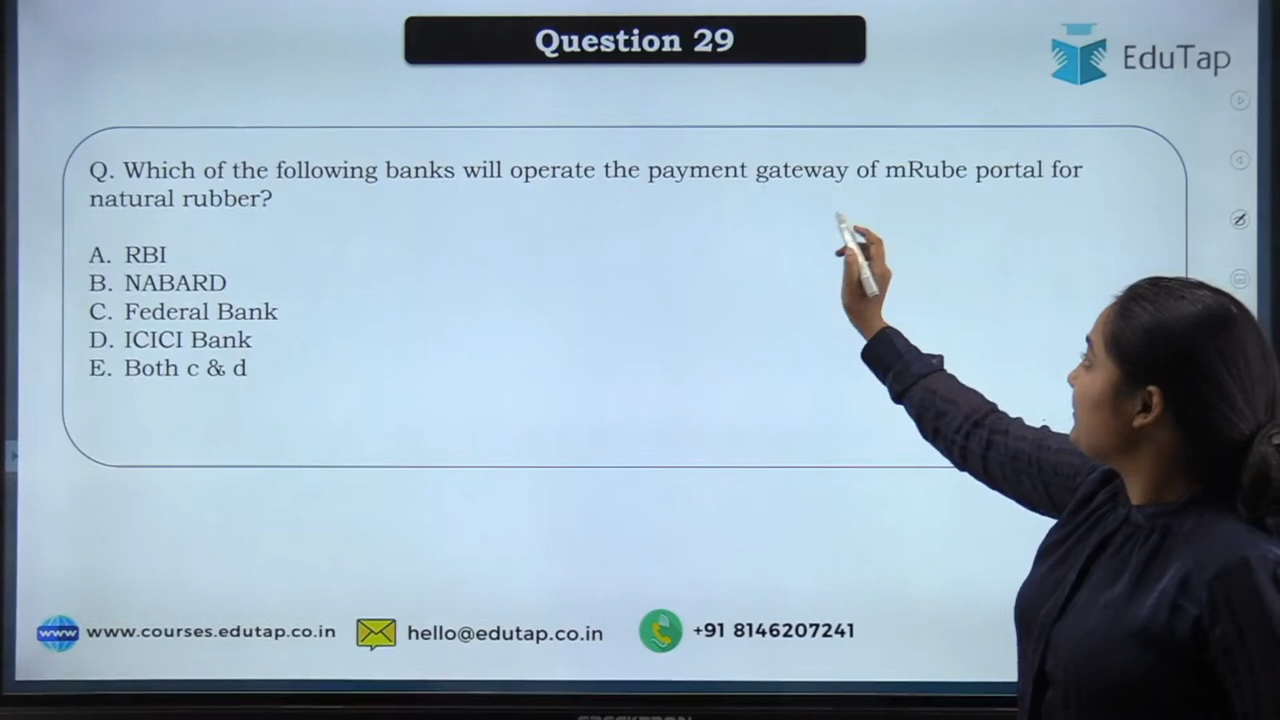 Question 29
EduTap
Q. Which of the following banks will operate the payment gateway of mRube portal for
natural rubber?
A. RBI
B. NABARD
C. Federal Bank
D. ICICI Bank
E. Both c & d
www www.courses.edutap.co.in
hello@edutap.co.in
+91 8146207241